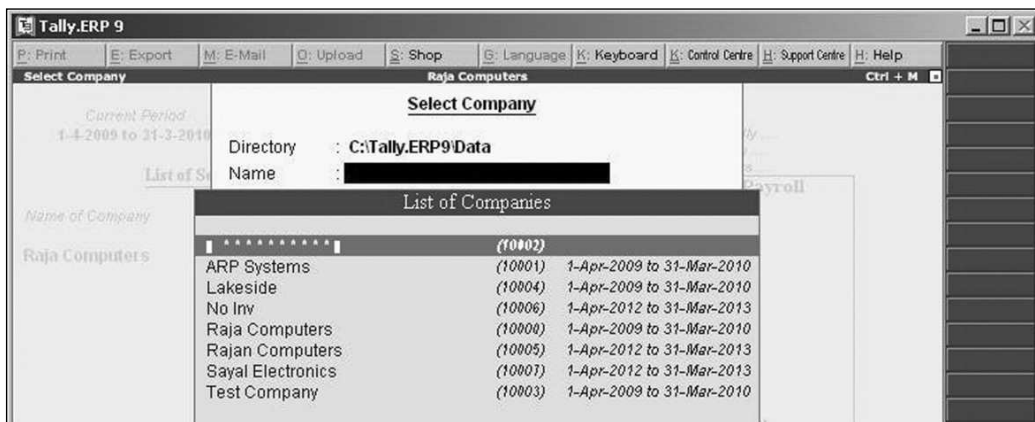 Tally.ERP 9
P: Print E: Export M: E-Mail O: Upload S: Shop G: Language K: Keyboard K: Control Centre H: Support Centre H: Help
Select Company Raja Computers Ctrl + M
Select Company
Current Period
1-4-2009 to 31-3-2010
Directory : C:\Tally.ERP9\Data
Name :
List of
Payroll
List of Companies
Name of Company
* * * * * * * * * * (10002)
Raja Computers
ARP Systems (10001) 1-Apr-2009 to 31-Mar-2010
Lakeside (10004) 1-Apr-2009 to 31-Mar-2010
No Inv (10006) 1-Apr-2012 to 31-Mar-2013
Raja Computers (10000) 1-Apr-2009 to 31-Mar-2010
Rajan Computers (10005) 1-Apr-2012 to 31-Mar-2013
Sayal Electronics (10007) 1-Apr-2012 to 31-Mar-2013
Test Company (10003) 1-Apr-2009 to 31-Mar-2010